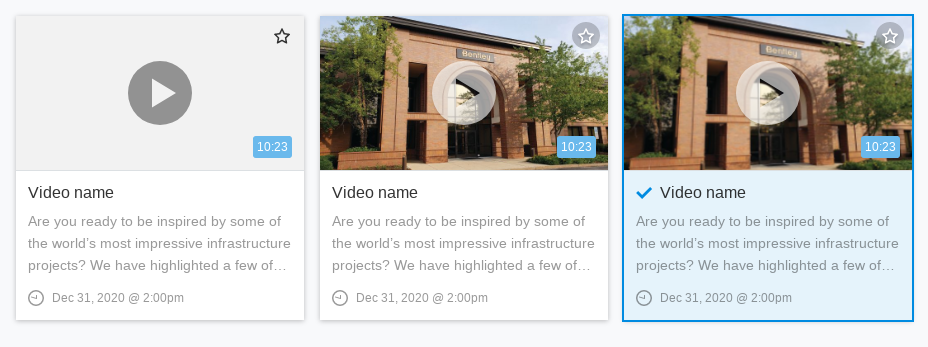 10:23
Video name
Are you ready to be inspired by some of
the world’s most impressive infrastructure
projects? We have highlighted a few of…
Dec 31, 2020 @ 2:00pm
Bentley
10:23
Video name
Are you ready to be inspired by some of
the world’s most impressive infrastructure
projects? We have highlighted a few of…
Dec 31, 2020 @ 2:00pm
Bentley
10:23
Video name
Are you ready to be inspired by some of
the world’s most impressive infrastructure
projects? We have highlighted a few of…
Dec 31, 2020 @ 2:00pm